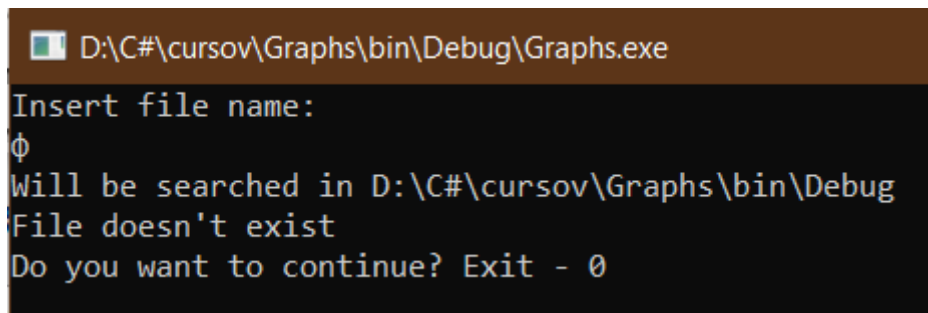 D:\C#\cursov\Graphs\bin\Debug\Graphs.exe
Insert file name:
ф
Will be searched in D:\C#\cursov\Graphs\bin\Debug
File doesn't exist
Do you want to continue? Exit - 0